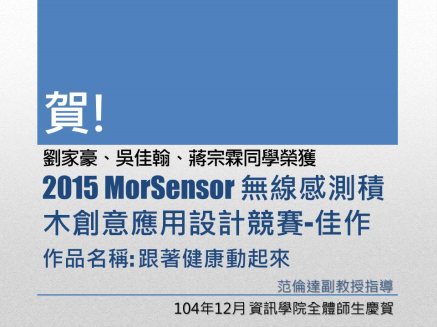 賀!
劉家豪、吳佳翰、蔣宗霖同學榮獲
2015 MorSensor 無線感測積
木創意應用設計競賽-佳作
作品名稱: 跟著健康動起來
范倫達副教授指導
104年12月 資訊學院全體師生慶賀